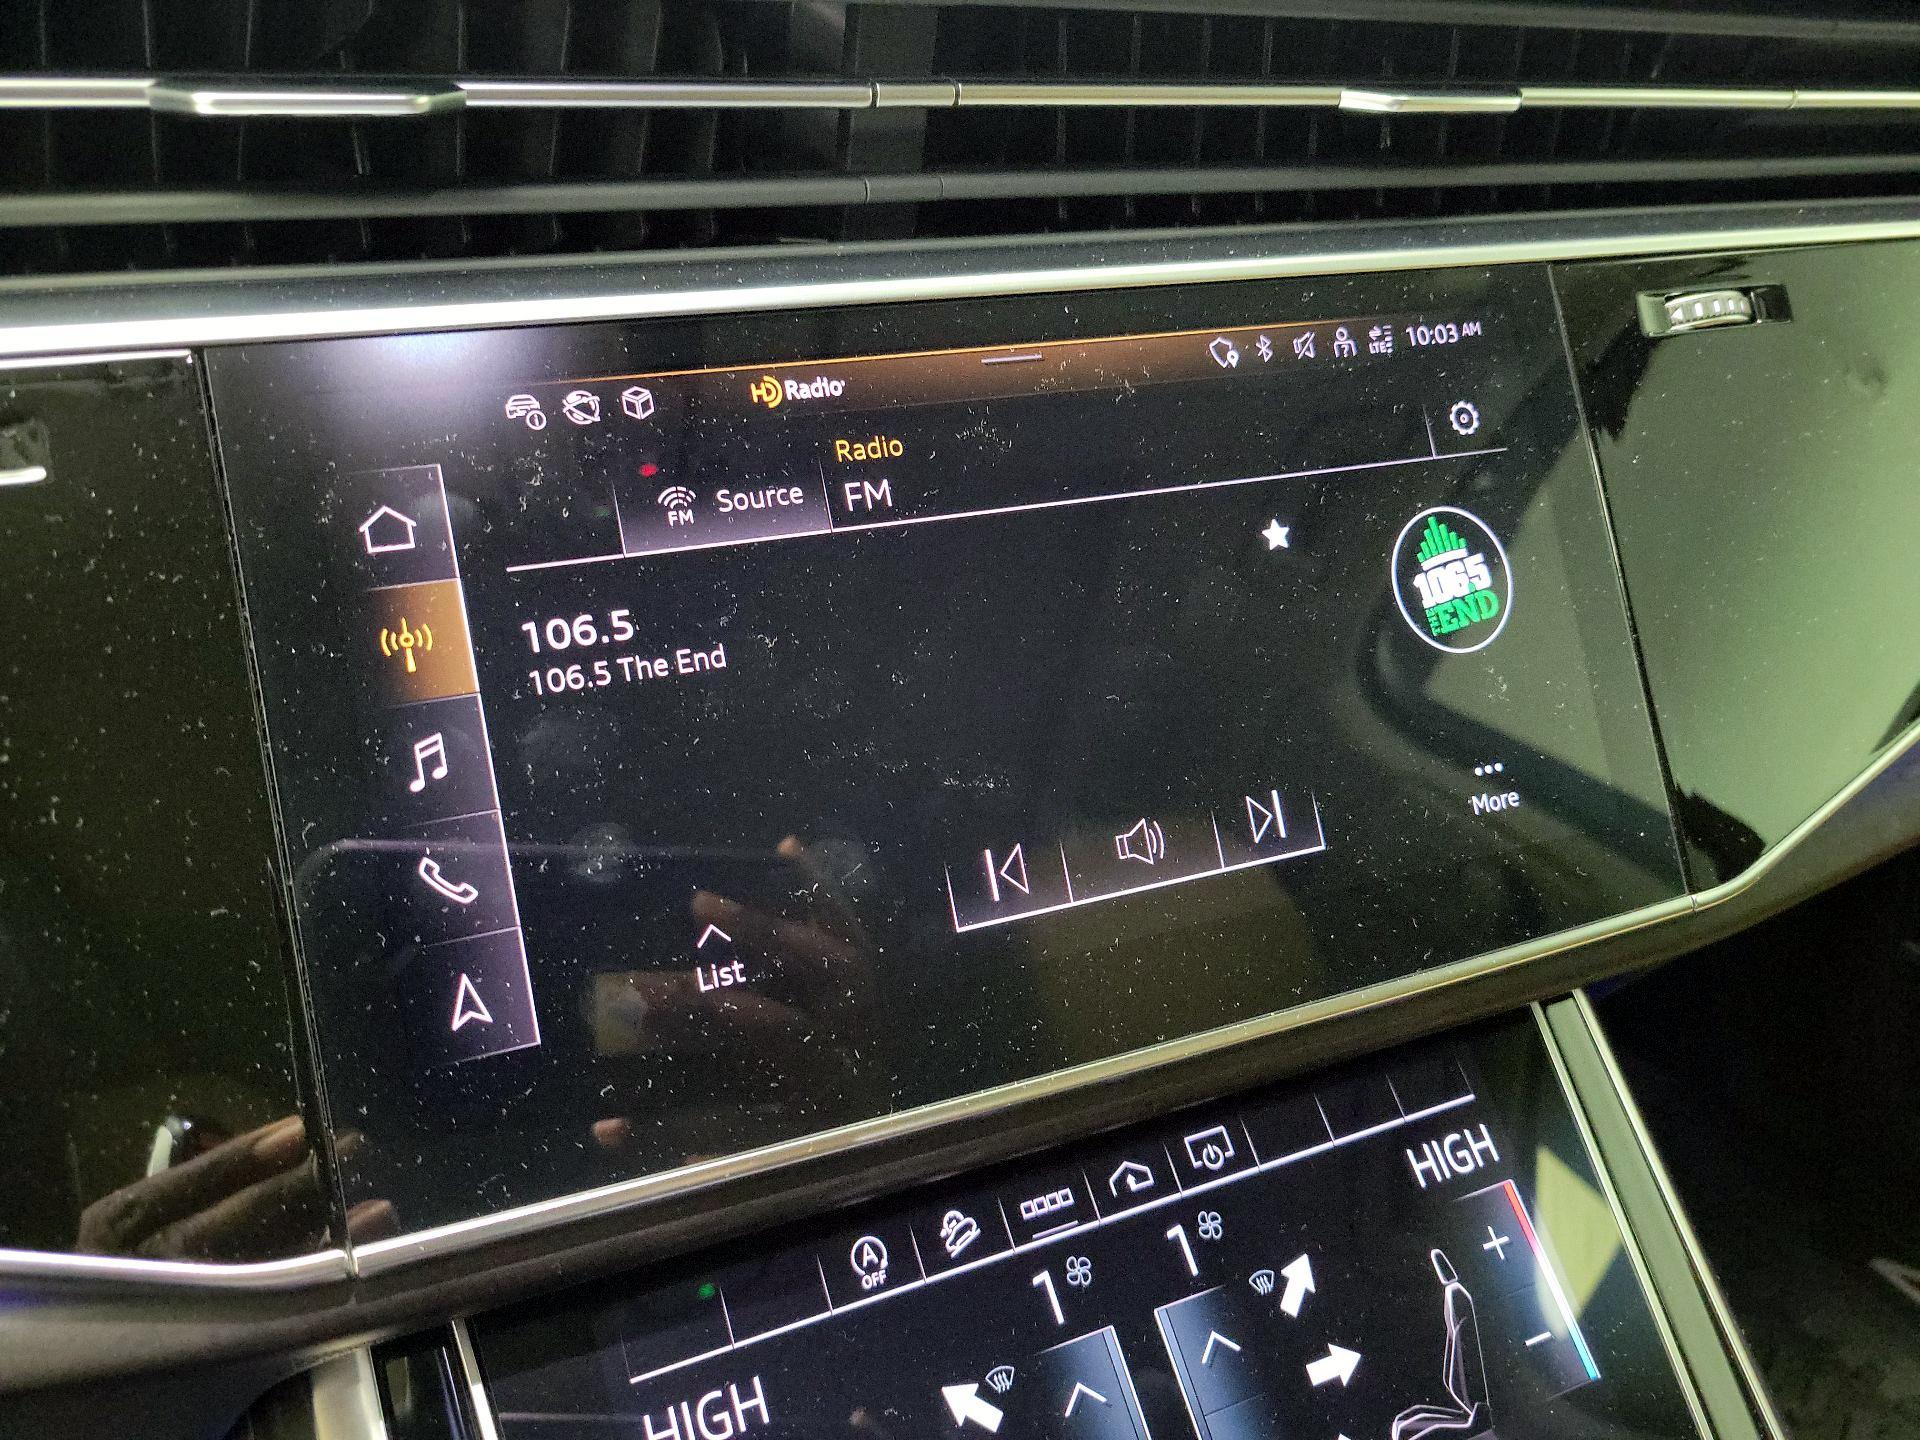 HD Radio
LTE 10:03 AM
Radio
FM Source
FM
106.5
106.5 The End
1065
THE END
More
List
HIGH
A
OFF
1
1
HIGH